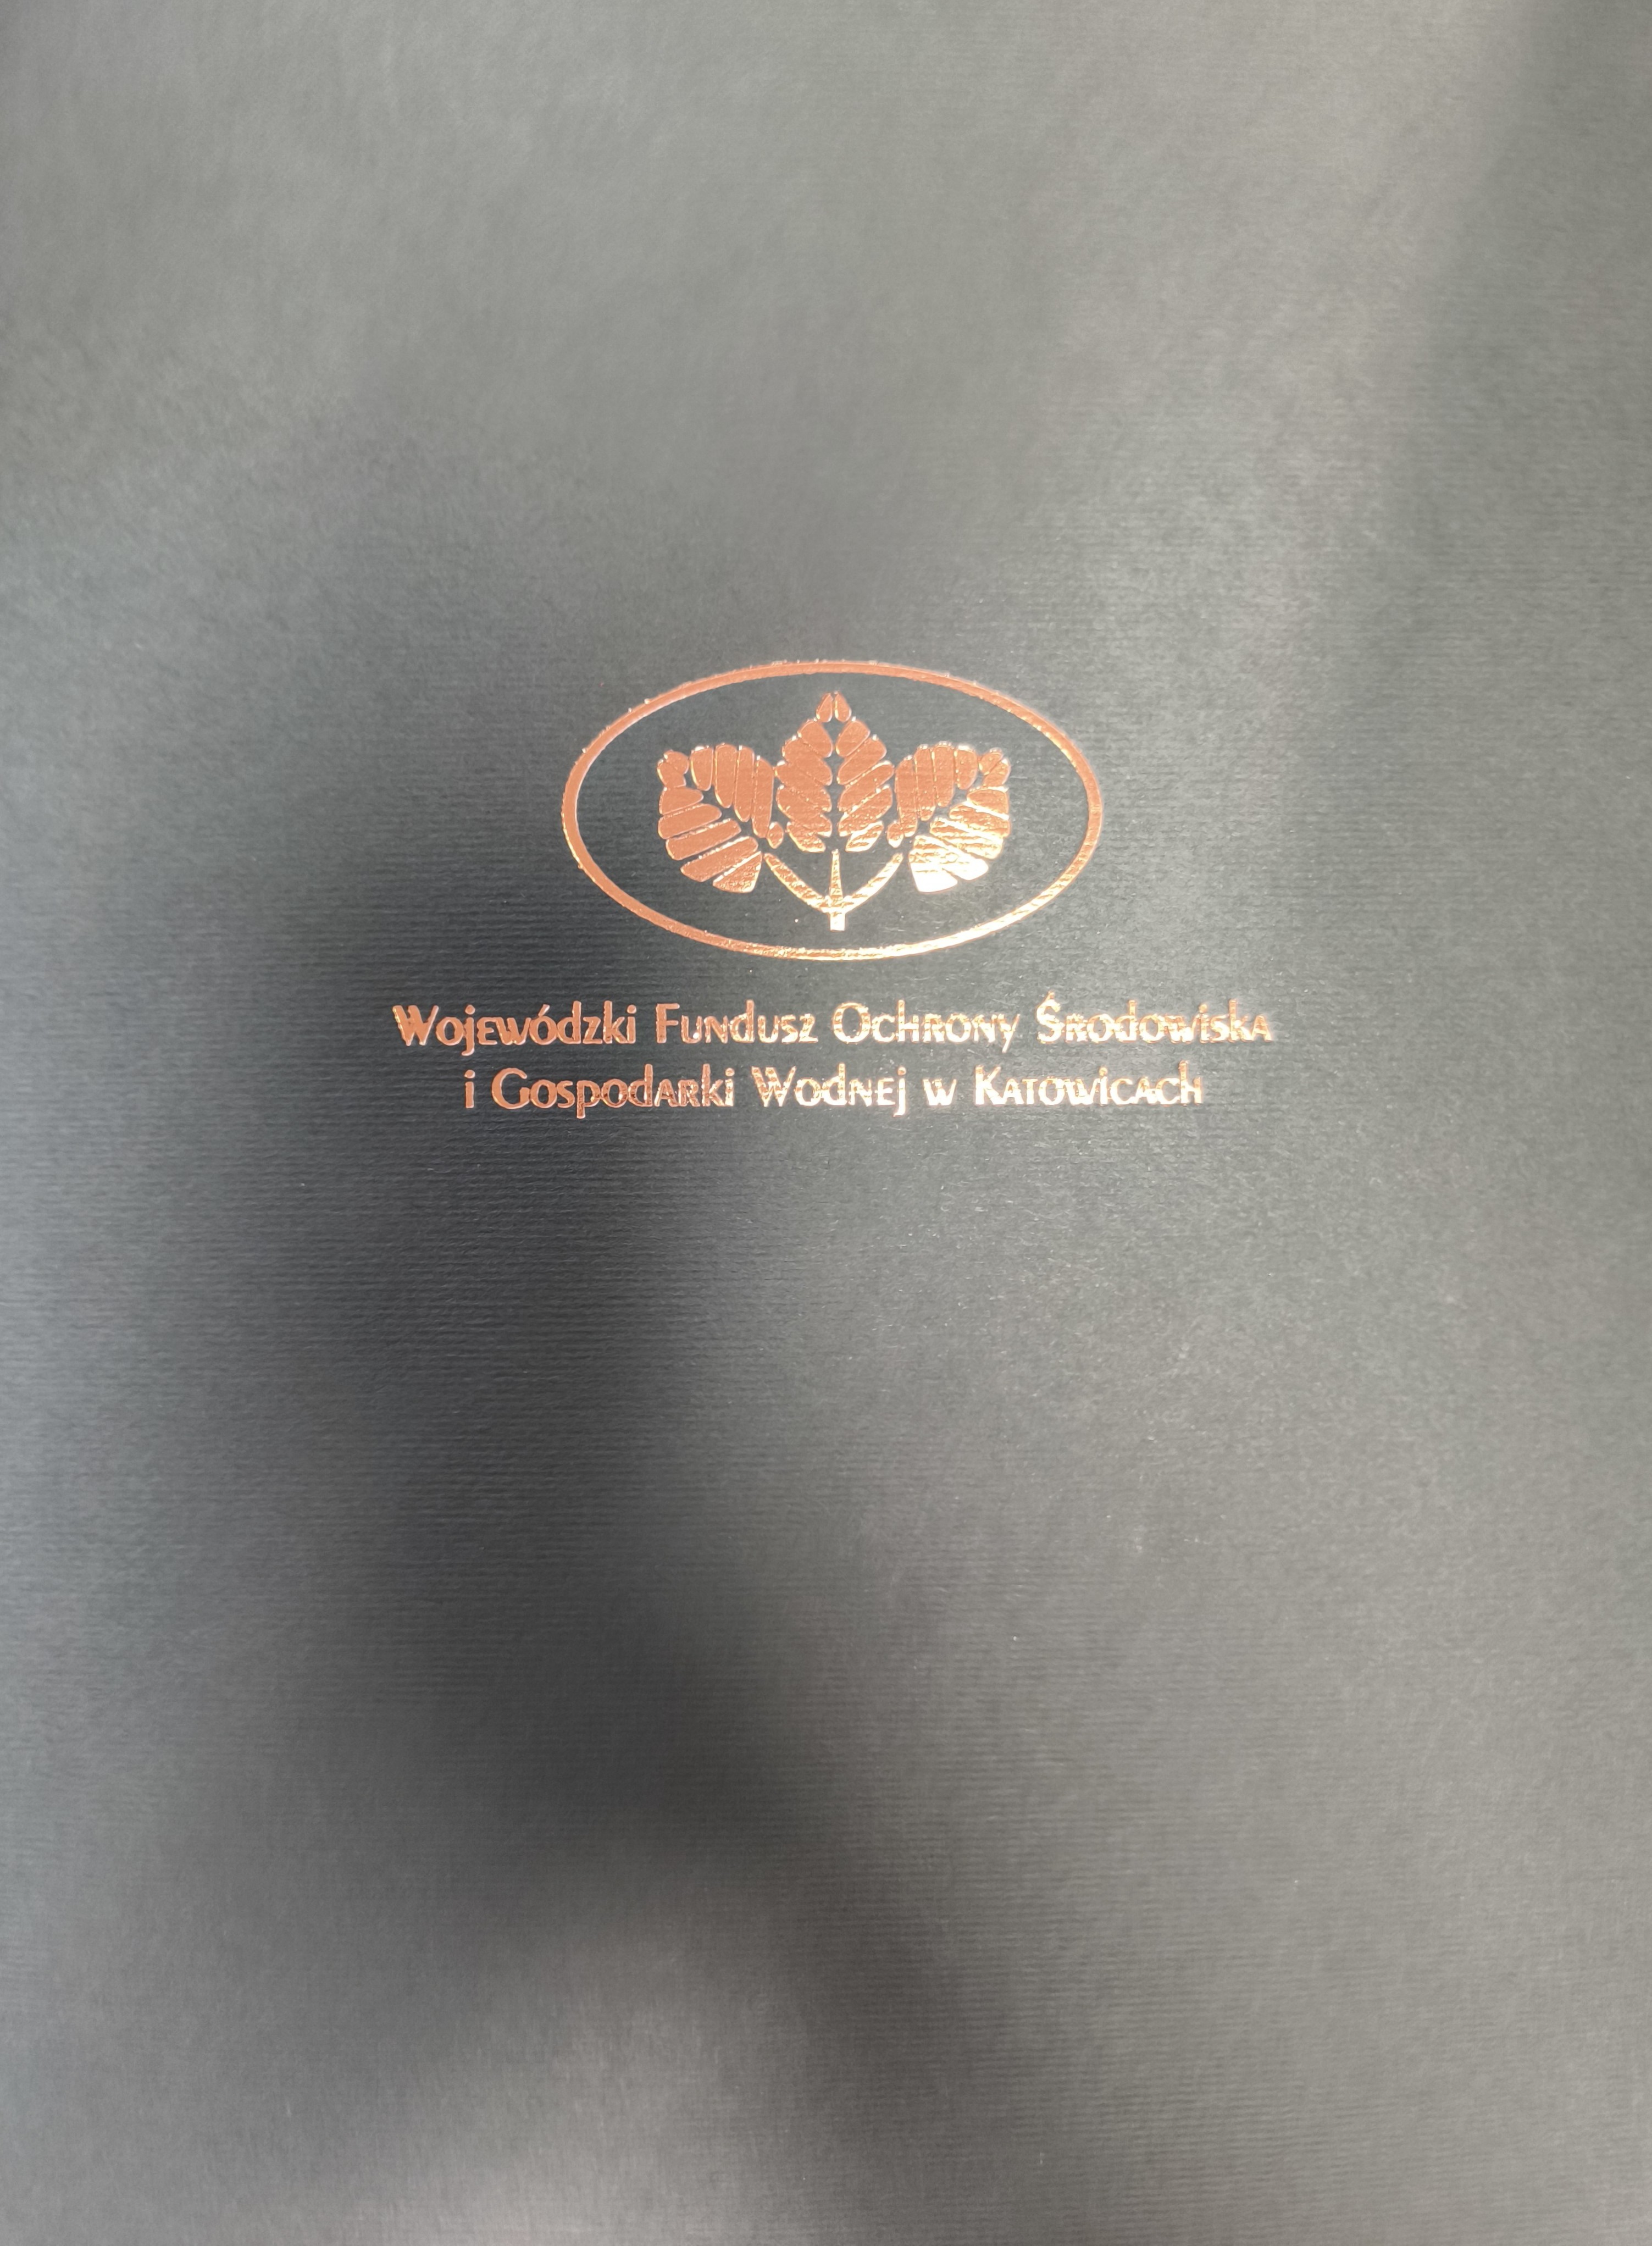 Wojewódzki Fundusz Ochrony Środowiska
i Gospodarki Wodnej w Katowicach